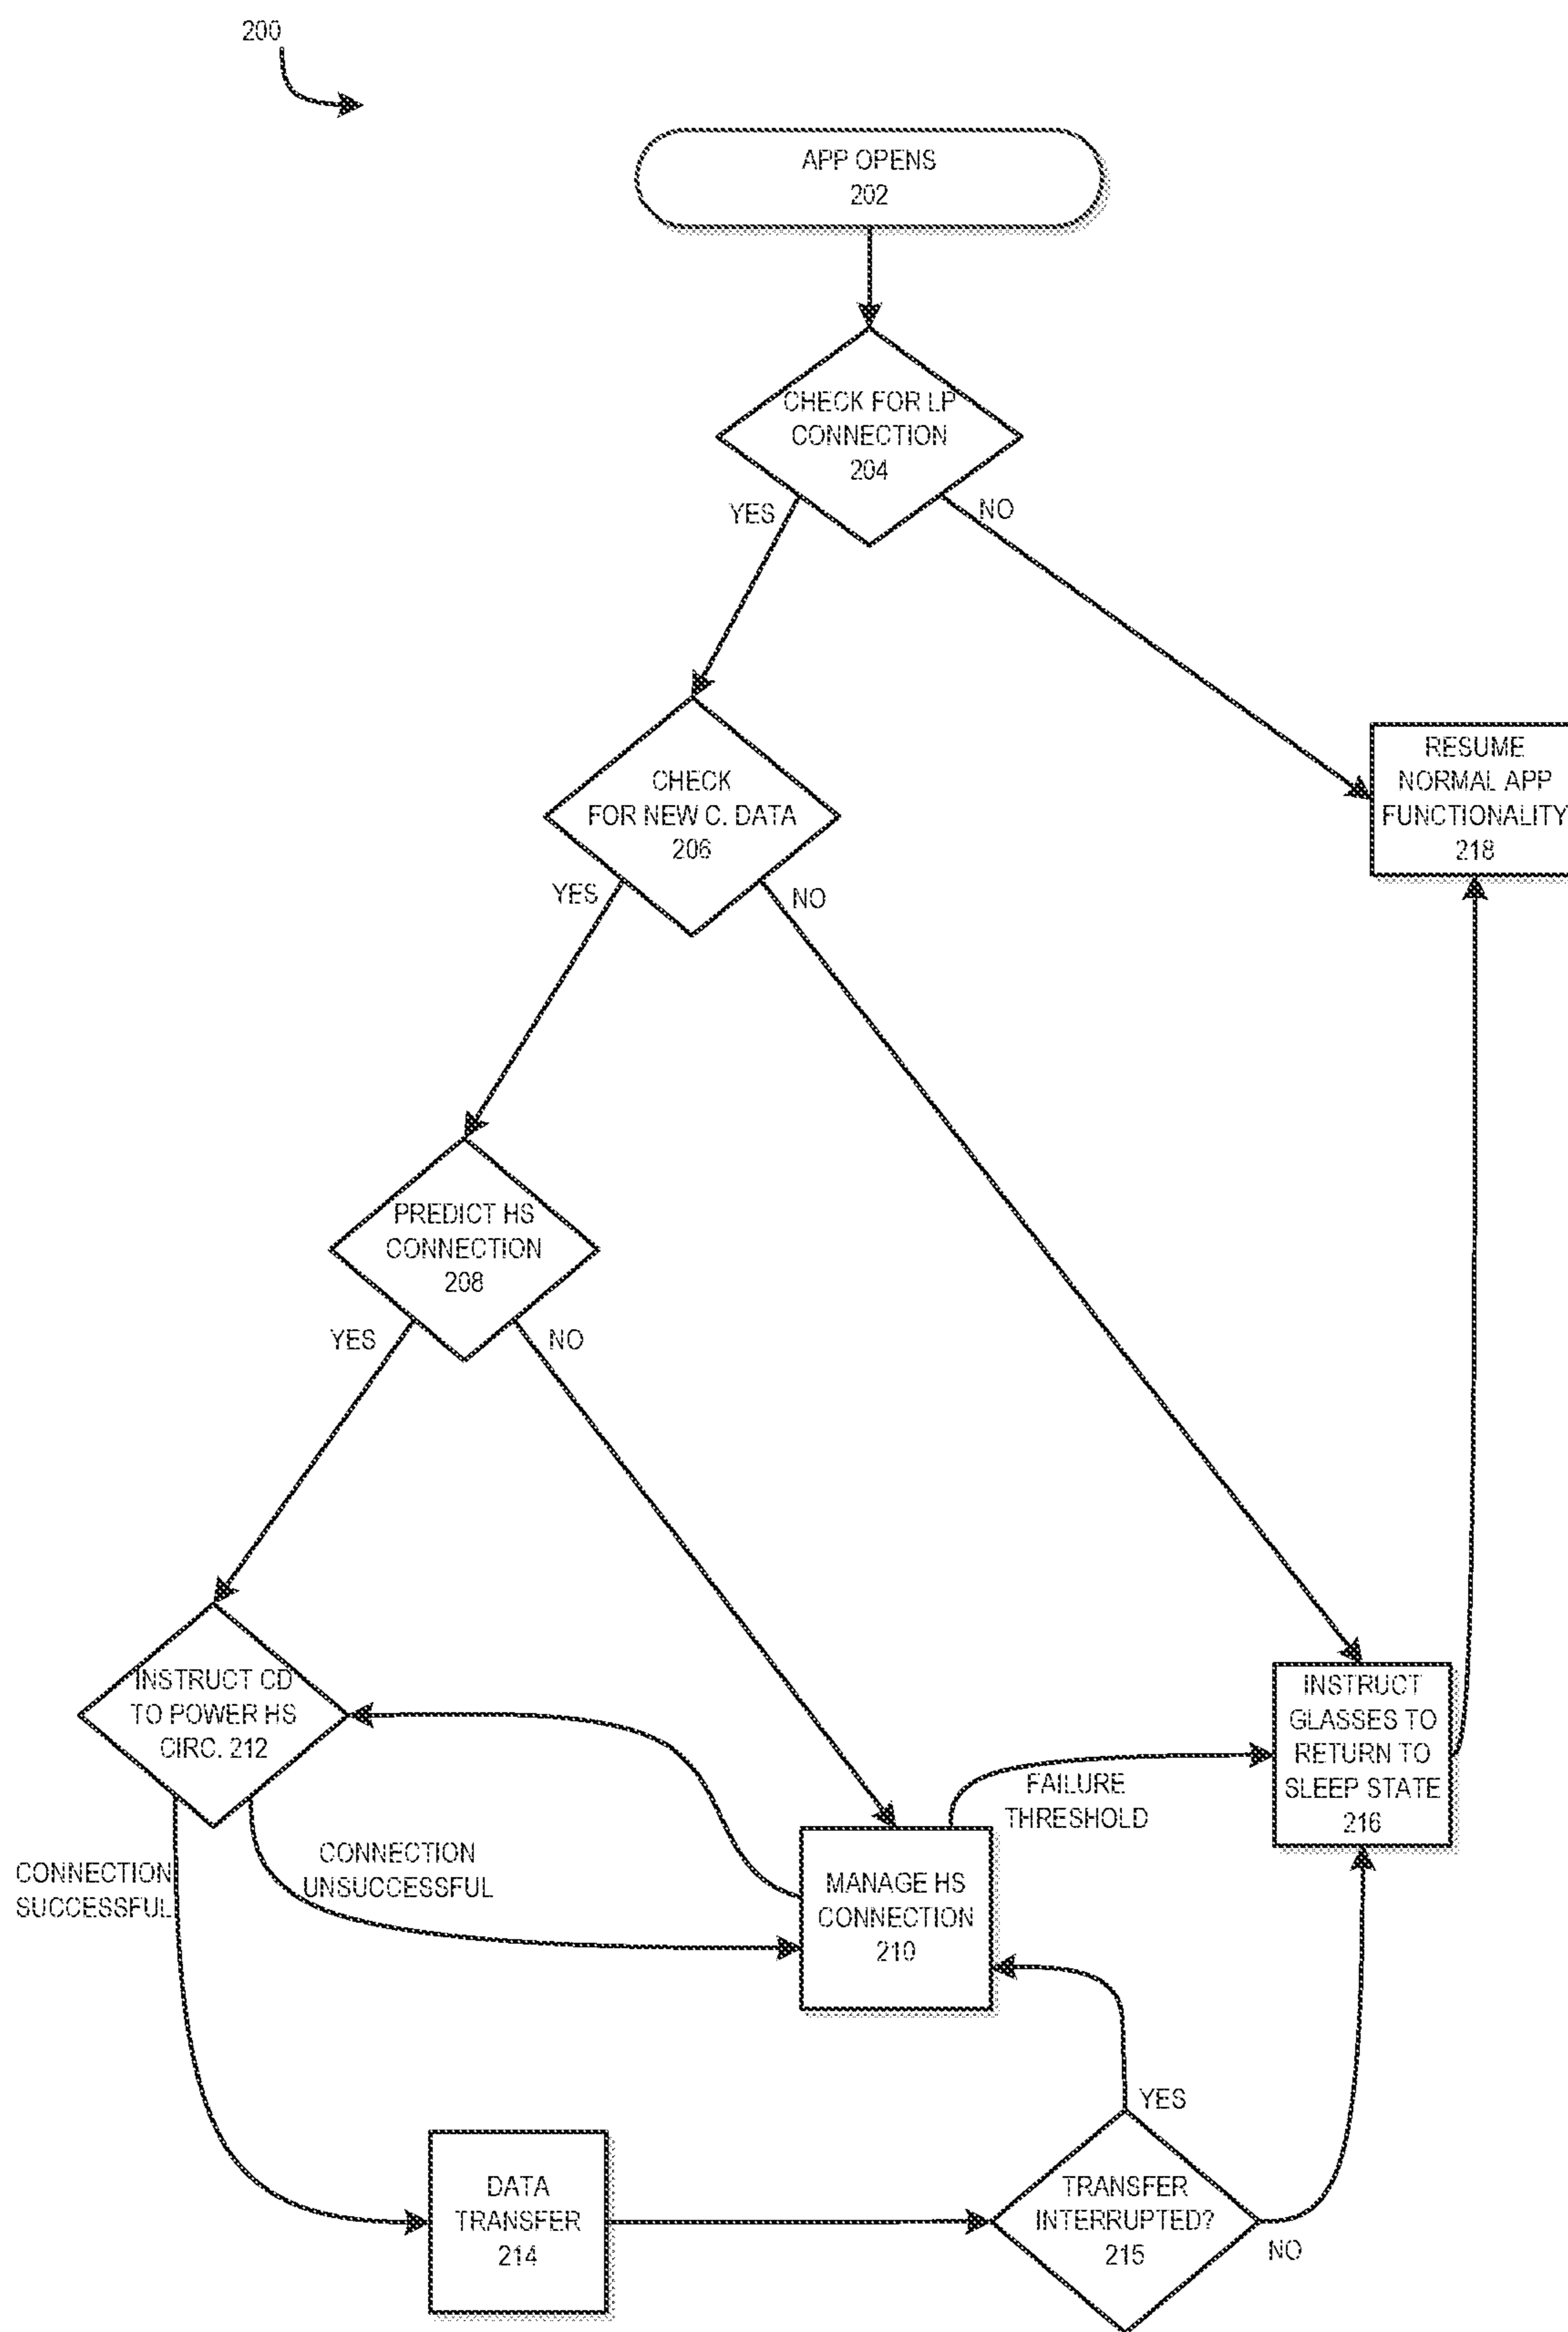 200
APP OPENS
202
CHECK FOR LP
CONNECTION
204
YES
NO
RESUME
NORMAL APP
FUNCTIONALITY
218
CHECK
FOR NEW C. DATA
206
YES
NO
PREDICT HS
CONNECTION
208
YES
NO
INSTRUCT CD
TO POWER HS
CIRC. 212
INSTRUCT
GLASSES TO
RETURN TO
SLEEP STATE
216
FAILURE
THRESHOLD
CONNECTION
SUCCESSFUL
CONNECTION
UNSUCCESSFUL
MANAGE HS
CONNECTION
210
YES
DATA
TRANSFER
214
TRANSFER
INTERRUPTED?
215
NO